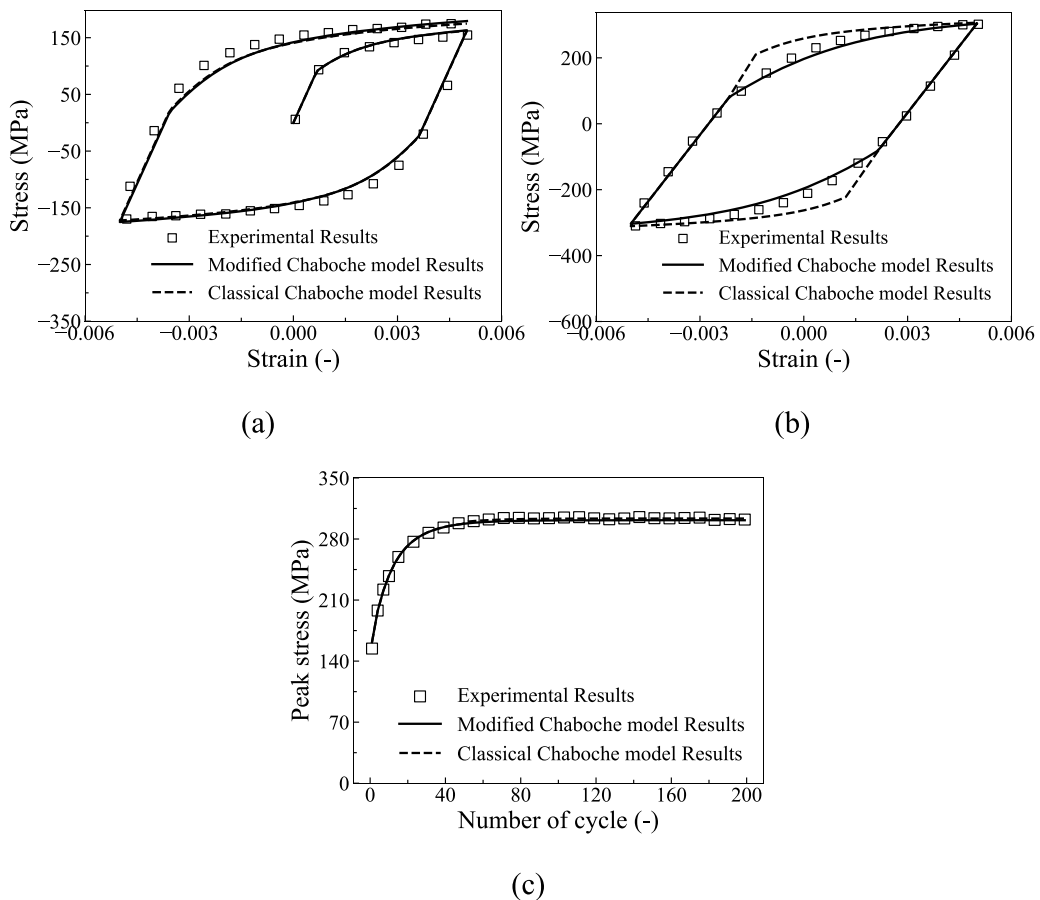 150
50
−50
−150
−250
−350
Stress (MPa)
Experimental Results
Modified Chaboche model Results
Classical Chaboche model Results
−0.006
−0.003
0.000
0.003
0.006
Strain (-)
(a)
200
0
−200
−400
−600
Stress (MPa)
Experimental Results
Modified Chaboche model Results
Classical Chaboche model Results
−0.006
−0.003
0.000
0.003
0.006
Strain (-)
(b)
350
280
210
140
70
0
Peak stress (MPa)
Experimental Results
Modified Chaboche model Results
Classical Chaboche model Results
0
40
80
120
160
200
Number of cycle (-)
(c)